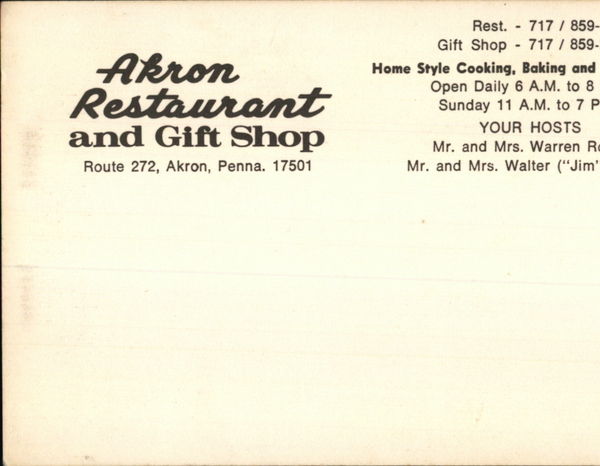 Akron
Restaurant
and Gift Shop
Route 272, Akron, Penna. 17501
Rest. - 717 / 859-
Gift Shop - 717 / 859-
Home Style Cooking, Baking and
Open Daily 6 A.M. to 8
Sunday 11 A.M. to 7 P
YOUR HOSTS
Mr. and Mrs. Warren
Mr. and Mrs. Walter ("Jim"